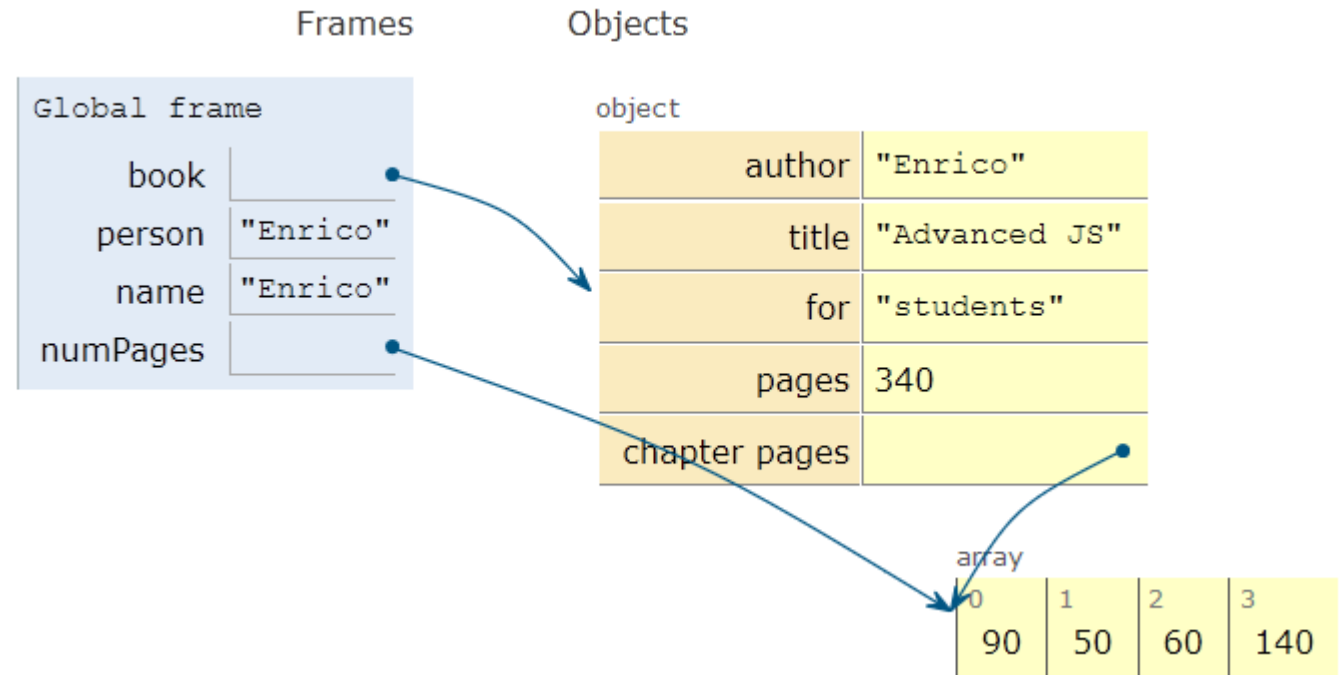 Frames Objects
Global frame
book
person "Enrico"
name "Enrico"
numPages
object
author "Enrico"
title "Advanced JS"
for "students"
pages 340
chapter pages
array
0 1 2 3
90 50 60 140